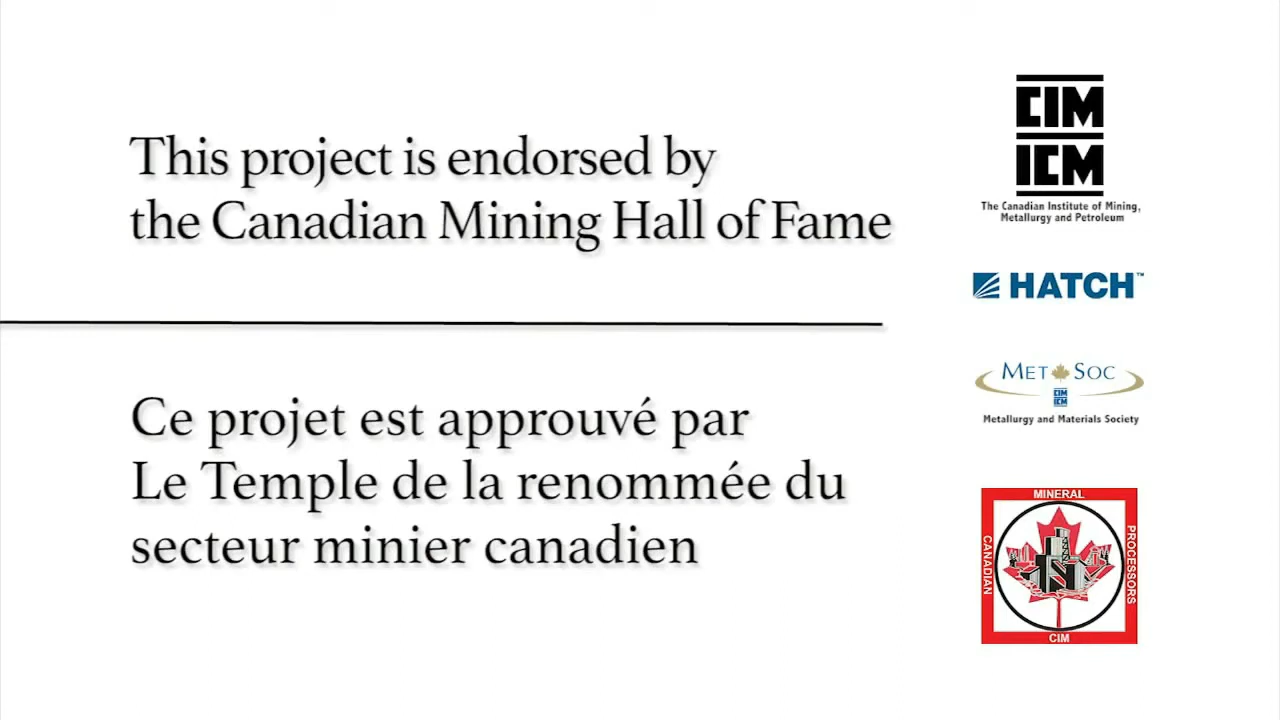 This project is endorsed by
the Canadian Mining Hall of Fame
Ce projet est approuvé par
Le Temple de la renommée du
secteur minier canadien
CIM
ICM
The Canadian Institute of Mining,
Metallurgy and Petroleum
HATCH™
MET SOC
CIM
ICM
Metallurgy and Materials Society
MINERAL
CANADIAN
PROCESSORS
CIM